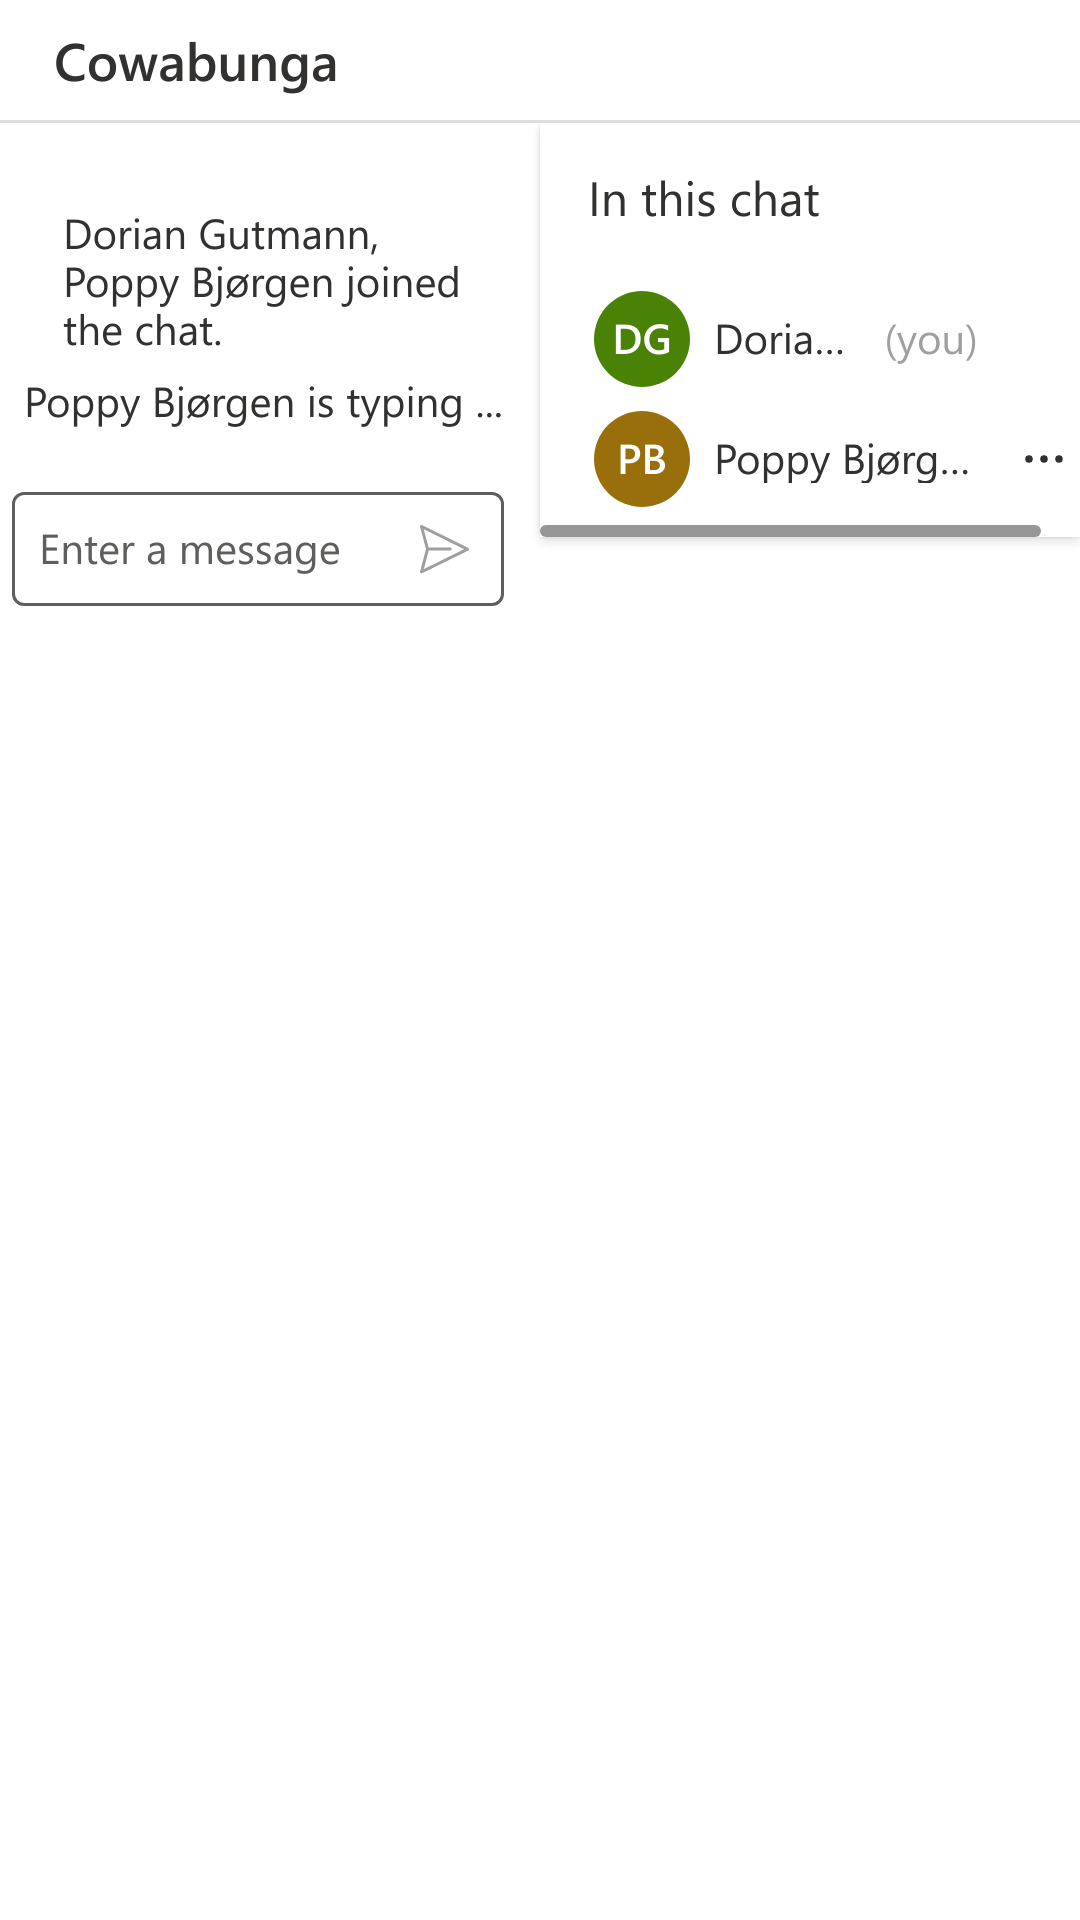 Cowabunga
Dorian Gutmann,
Poppy Bjørgen joined
the chat.
Poppy Bjørgen is typing ...
Enter a message
In this chat
DG Doria... (you)
PB Poppy Bjørg...